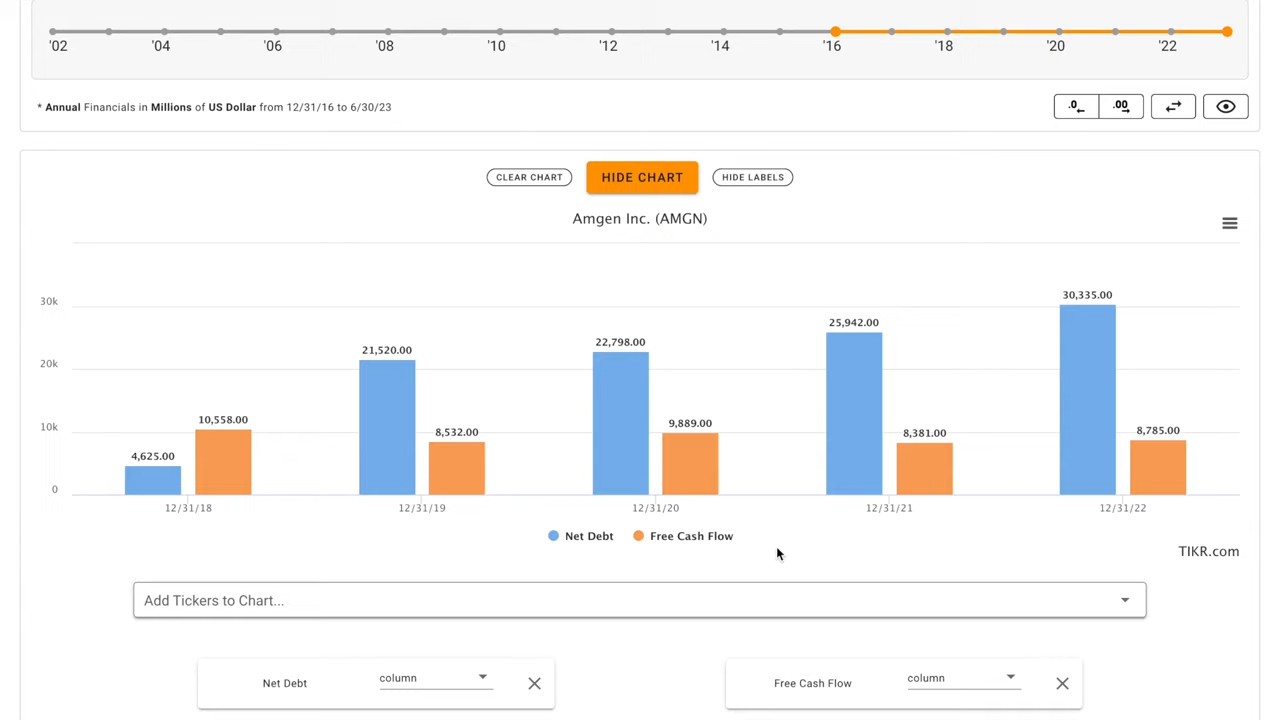 '02 '04 '06 '08 '10 '12 '14 '16 '18 '20 '22
* Annual Financials in Millions of US Dollar from 12/31/16 to 6/30/23
.0 .00
CLEAR CHART HIDE CHART HIDE LABELS
Amgen Inc. (AMGN)
30k
20k
10k
0
4,625.00 10,558.00 21,520.00 8,532.00 22,798.00 9,889.00 25,942.00 8,381.00 30,335.00 8,785.00
12/31/18 12/31/19 12/31/20 12/31/21 12/31/22
Net Debt Free Cash Flow
TIKR.com
Add Tickers to Chart...
Net Debt column Free Cash Flow column